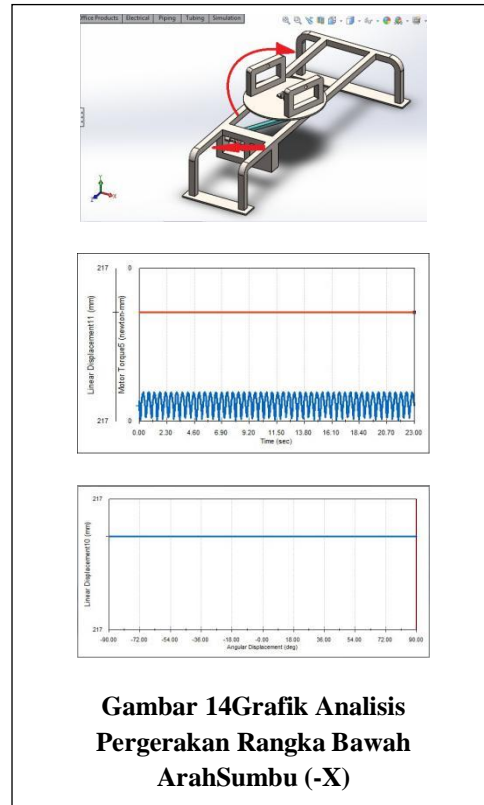 ffice Products Electrical Piping Tubing Simulation
Y
X
Z
217 0
Linear Displacement11 (mm)
Motor Torque5 (newton-mm)
217 0
0.00 2.30 4.60 6.90 9.20 11.50 13.80 16.10 18.40 20.70 23.00
Time (sec)
217
Linear Displacement10 (mm)
217
-90.00 -72.00 -54.00 -36.00 -18.00 -0.00 18.00 36.00 54.00 72.00 90.00
Angular Displacement (deg)
Gambar 14Grafik Analisis
Pergerakan Rangka Bawah
ArahSumbu (-X)